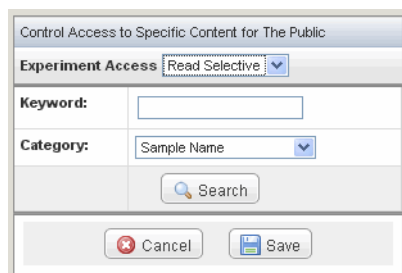 Control Access to Specific Content for The Public
Experiment Access Read Selective
Keyword:
Category: Sample Name
Search
Cancel Save